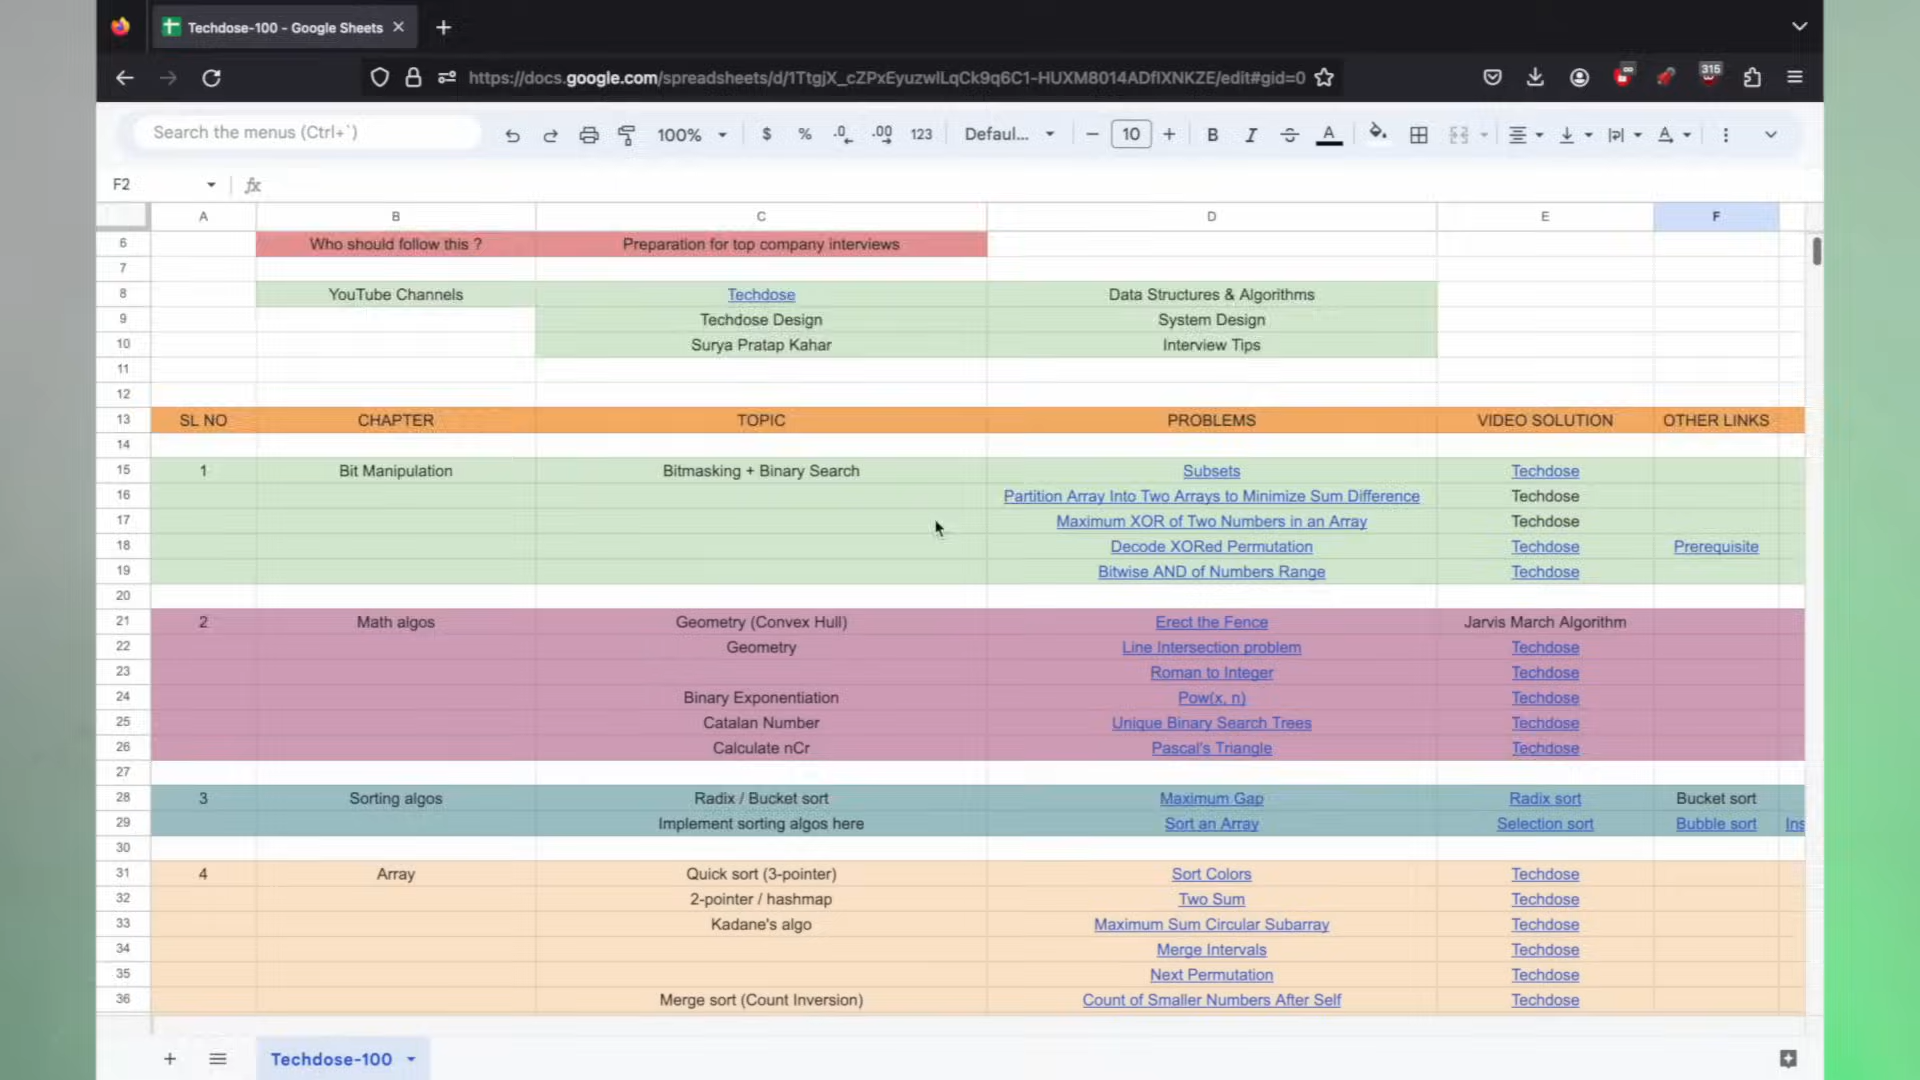 Techdose-100 - Google Sheets
https://docs.google.com/spreadsheets/d/1TtgjX_cZPxEyuzwlLqCk9q6C1-HUXM8014ADflXNKZE/edit#gid=0
315
Search the menus (Ctrl+`)
100% $ % .0 .00 123 Defaul... 10 B I A
F2 fx
A B C D E F
6 Who should follow this ? Preparation for top company interviews
7
8 YouTube Channels Techdose Data Structures & Algorithms
9 Techdose Design System Design
10 Surya Pratap Kahar Interview Tips
11
12
13 SL NO CHAPTER TOPIC PROBLEMS VIDEO SOLUTION OTHER LINKS
14
15 1 Bit Manipulation Bitmasking + Binary Search Subsets Techdose
16 Partition Array Into Two Arrays to Minimize Sum Difference Techdose
17 Maximum XOR of Two Numbers in an Array Techdose
18 Decode XORed Permutation Techdose Prerequisite
19 Bitwise AND of Numbers Range Techdose
20
21 2 Math algos Geometry (Convex Hull) Erect the Fence Jarvis March Algorithm
22 Geometry Line Intersection problem Techdose
23 Roman to Integer Techdose
24 Binary Exponentiation Pow(x, n) Techdose
25 Catalan Number Unique Binary Search Trees Techdose
26 Calculate nCr Pascal's Triangle Techdose
27
28 3 Sorting algos Radix / Bucket sort Maximum Gap Radix sort Bucket sort
29 Implement sorting algos here Sort an Array Selection sort Bubble sort Ins
30
31 4 Array Quick sort (3-pointer) Sort Colors Techdose
32 2-pointer / hashmap Two Sum Techdose
33 Kadane's algo Maximum Sum Circular Subarray Techdose
34 Merge Intervals Techdose
35 Next Permutation Techdose
36 Merge sort (Count Inversion) Count of Smaller Numbers After Self Techdose
Techdose-100